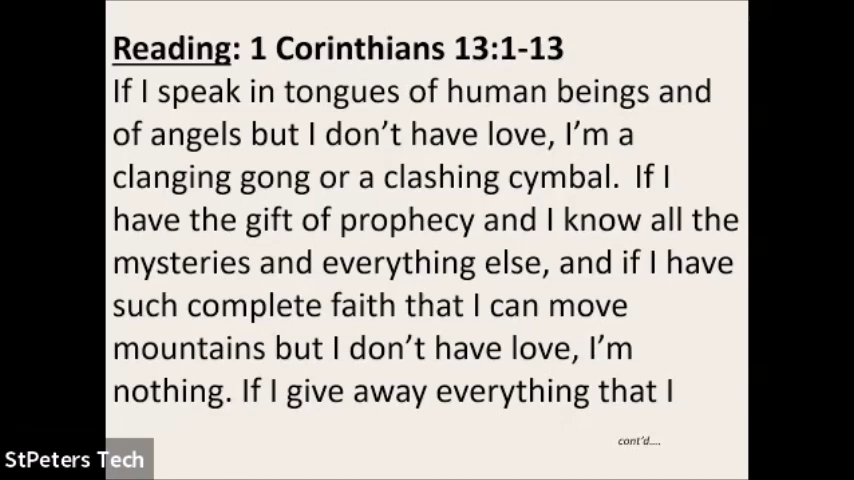 Reading: 1 Corinthians 13:1-13
If I speak in tongues of human beings and
of angels but I don’t have love, I’m a
clanging gong or a clashing cymbal.  If I
have the gift of prophecy and I know all the
mysteries and everything else, and if I have
such complete faith that I can move
mountains but I don’t have love, I’m
nothing. If I give away everything that I
cont’d....
StPeters Tech